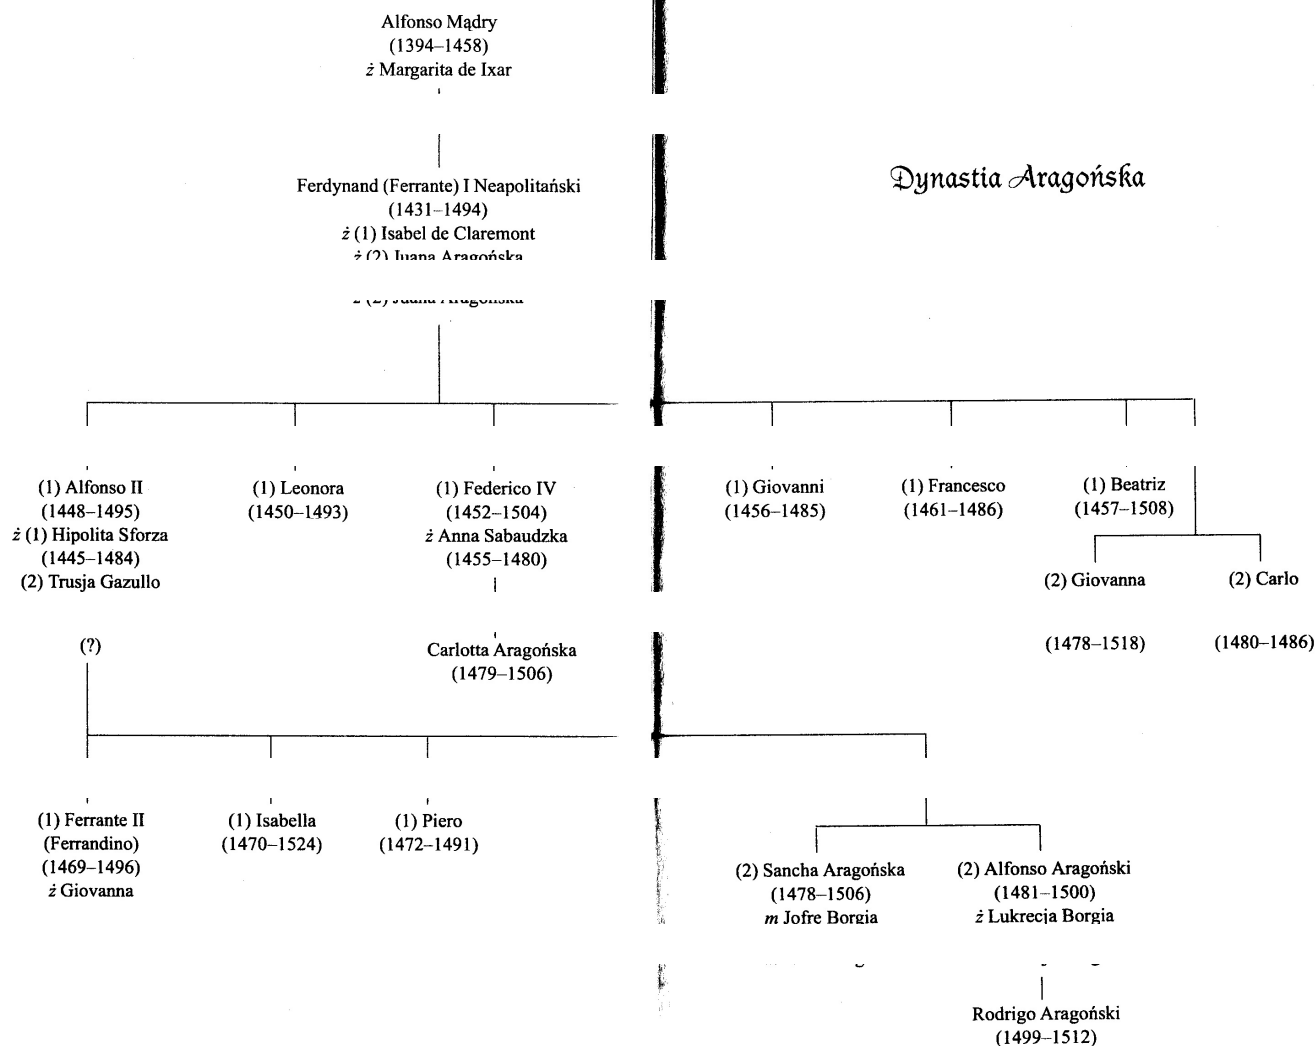 Alfonso Mądry
(1394–1458)
ż Margarita de Ixar
Dynastia Aragońska
Ferdynand (Ferrante) I Neapolitański
(1431–1494)
ż (1) Isabel de Claremont
ż (2) Juana Aragońska
(1) Alfonso II
(1448–1495)
ż (1) Hipolita Sforza
(1445–1484)
(2) Trusja Gazullo
(?)
(1) Leonora
(1450–1493)
(1) Federico IV
(1452–1504)
ż Anna Sabaudzka
(1455–1480)
Carlotta Aragońska
(1479–1506)
(1) Giovanni
(1456–1485)
(1) Francesco
(1461–1486)
(1) Beatriz
(1457–1508)
(2) Giovanna
(1478–1518)
(2) Carlo
(1480–1486)
(1) Ferrante II
(Ferrandino)
(1469–1496)
ż Giovanna
(1) Isabella
(1470–1524)
(1) Piero
(1472–1491)
(2) Sancha Aragońska
(1478–1506)
m Jofre Borgia
(2) Alfonso Aragoński
(1481–1500)
ż Lukrecja Borgia
Rodrigo Aragoński
(1499–1512)